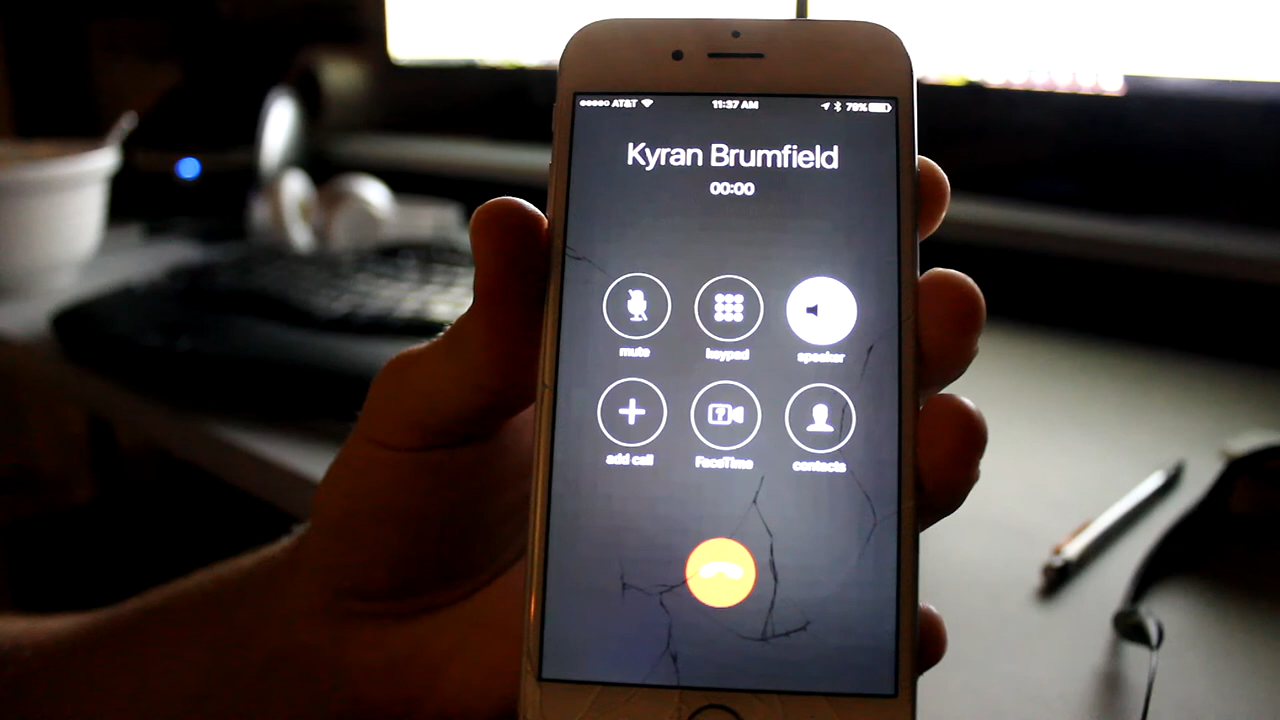 AT&T 11:37 AM 79%
Kyran Brumfield
00:00
mute keypad speaker
add call FaceTime contacts